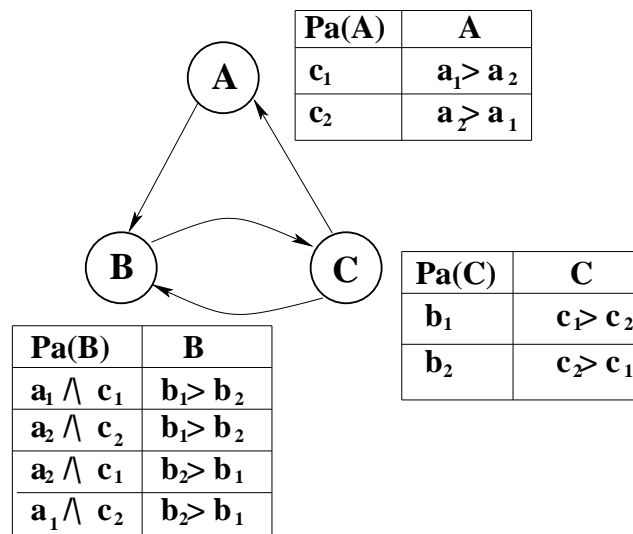 Pa(A) A
c1 a1> a2
c2 a2> a1
A
B
C
Pa(C) C
b1 c1> c2
b2 c2> c1
Pa(B) B
a1 /\ c1 b1> b2
a2 /\ c2 b1> b2
a2 /\ c1 b2> b1
a1 /\ c2 b2> b1